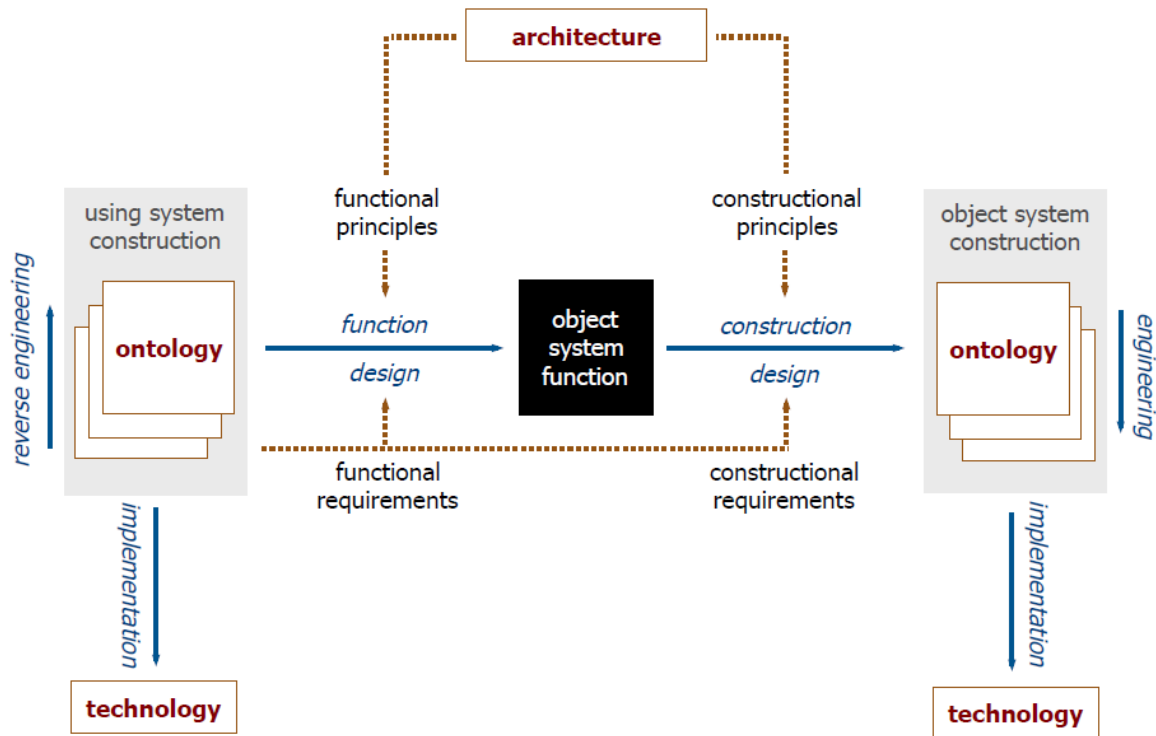 architecture
functional
principles
constructional
principles
using system
construction
object system
construction
reverse engineering
ontology
function
design
object
system
function
construction
design
ontology
engineering
functional
requirements
constructional
requirements
implementation
implementation
technology
technology